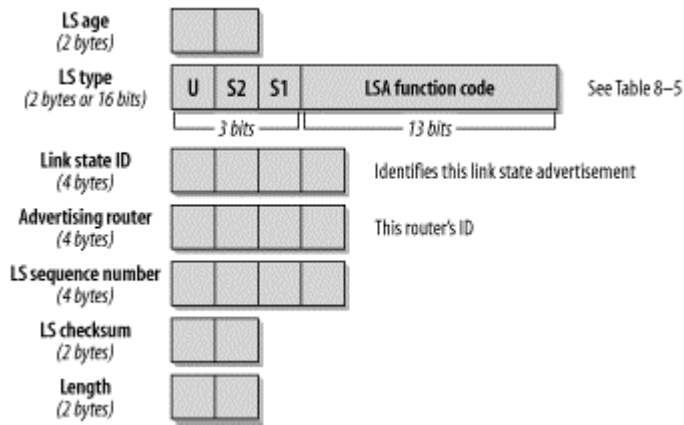 LS age
(2 bytes)
LS type
(2 bytes or 16 bits)
U S2 S1 LSA function code
See Table 8–5
3 bits 13 bits
Link state ID
(4 bytes)
Identifies this link state advertisement
Advertising router
(4 bytes)
This router's ID
LS sequence number
(4 bytes)
LS checksum
(2 bytes)
Length
(2 bytes)